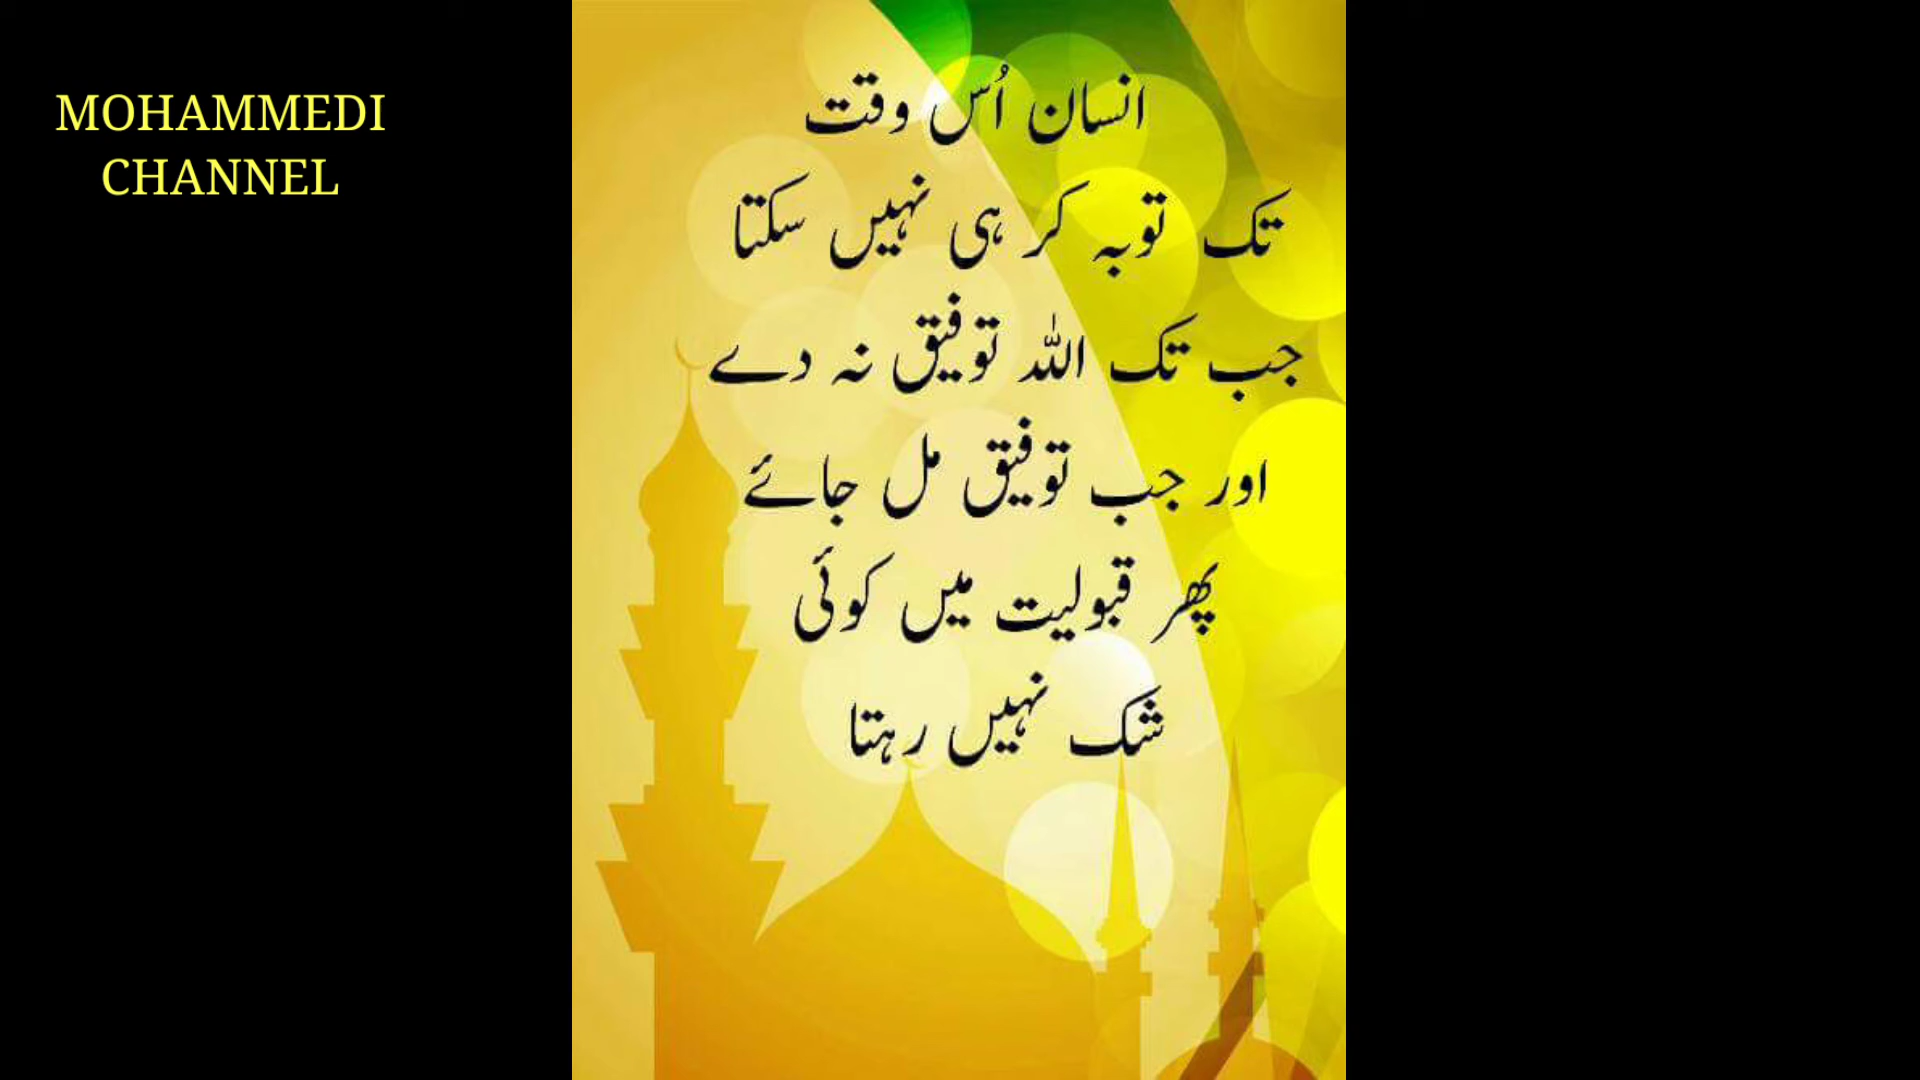 MOHAMMEDI
CHANNEL
انسان اُس وقت
تک توبہ کر ہی نہیں سکتا
جب تک اللہ توفیق نہ دے
اور جب توفیق مل جائے
پھر قبولیت میں کوئی
شک نہیں رہتا